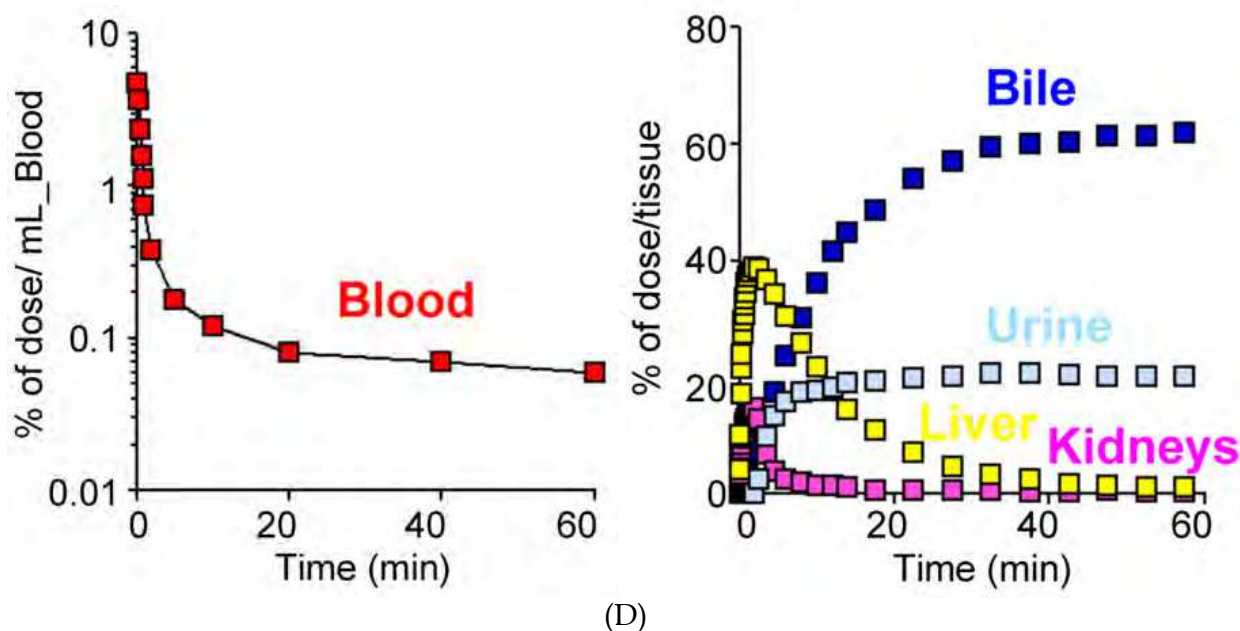 % of dose/ mL_Blood
10
1
0.1
0.01
0
20
40
60
Time (min)
Blood
% of dose/tissue
80
60
40
20
0
0
20
40
60
Time (min)
Bile
Urine
Liver
Kidneys
(D)